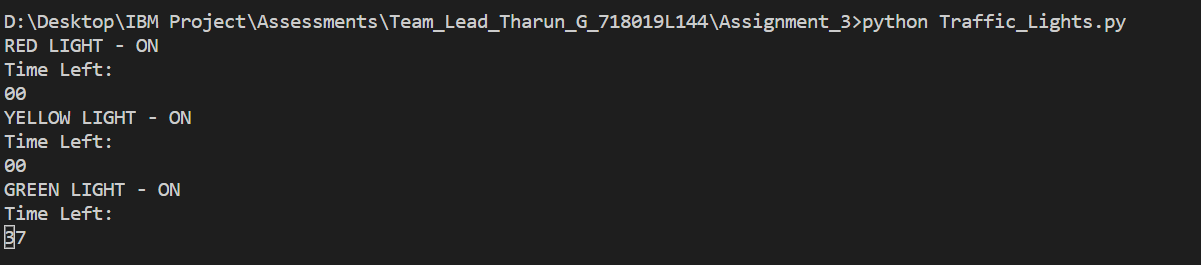 D:\Desktop\IBM Project\Assessments\Team_Lead_Tharun_G_718019L144\Assignment_3>python Traffic_Lights.py
RED LIGHT - ON
Time Left:
00
YELLOW LIGHT - ON
Time Left:
00
GREEN LIGHT - ON
Time Left:
37